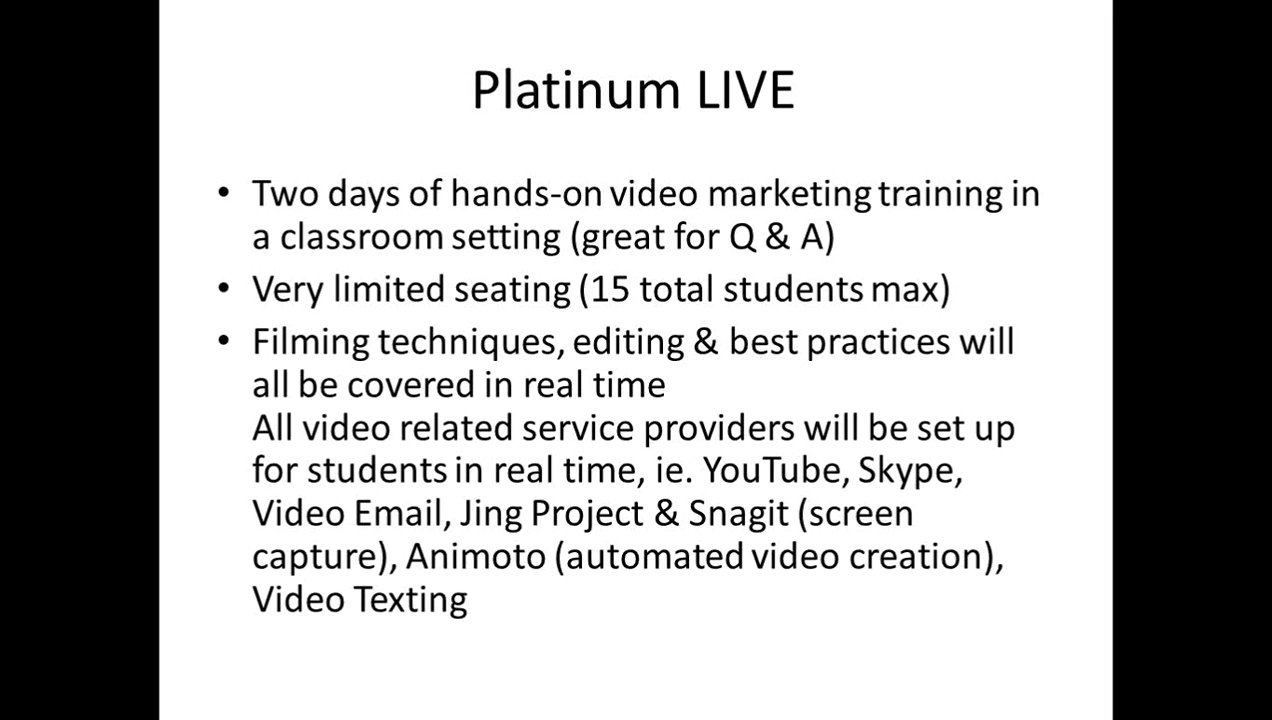 Platinum LIVE
• Two days of hands-on video marketing training in
a classroom setting (great for Q & A)
• Very limited seating (15 total students max)
• Filming techniques, editing & best practices will
all be covered in real time
All video related service providers will be set up
for students in real time, ie. YouTube, Skype,
Video Email, Jing Project & Snagit (screen
capture), Animoto (automated video creation),
Video Texting